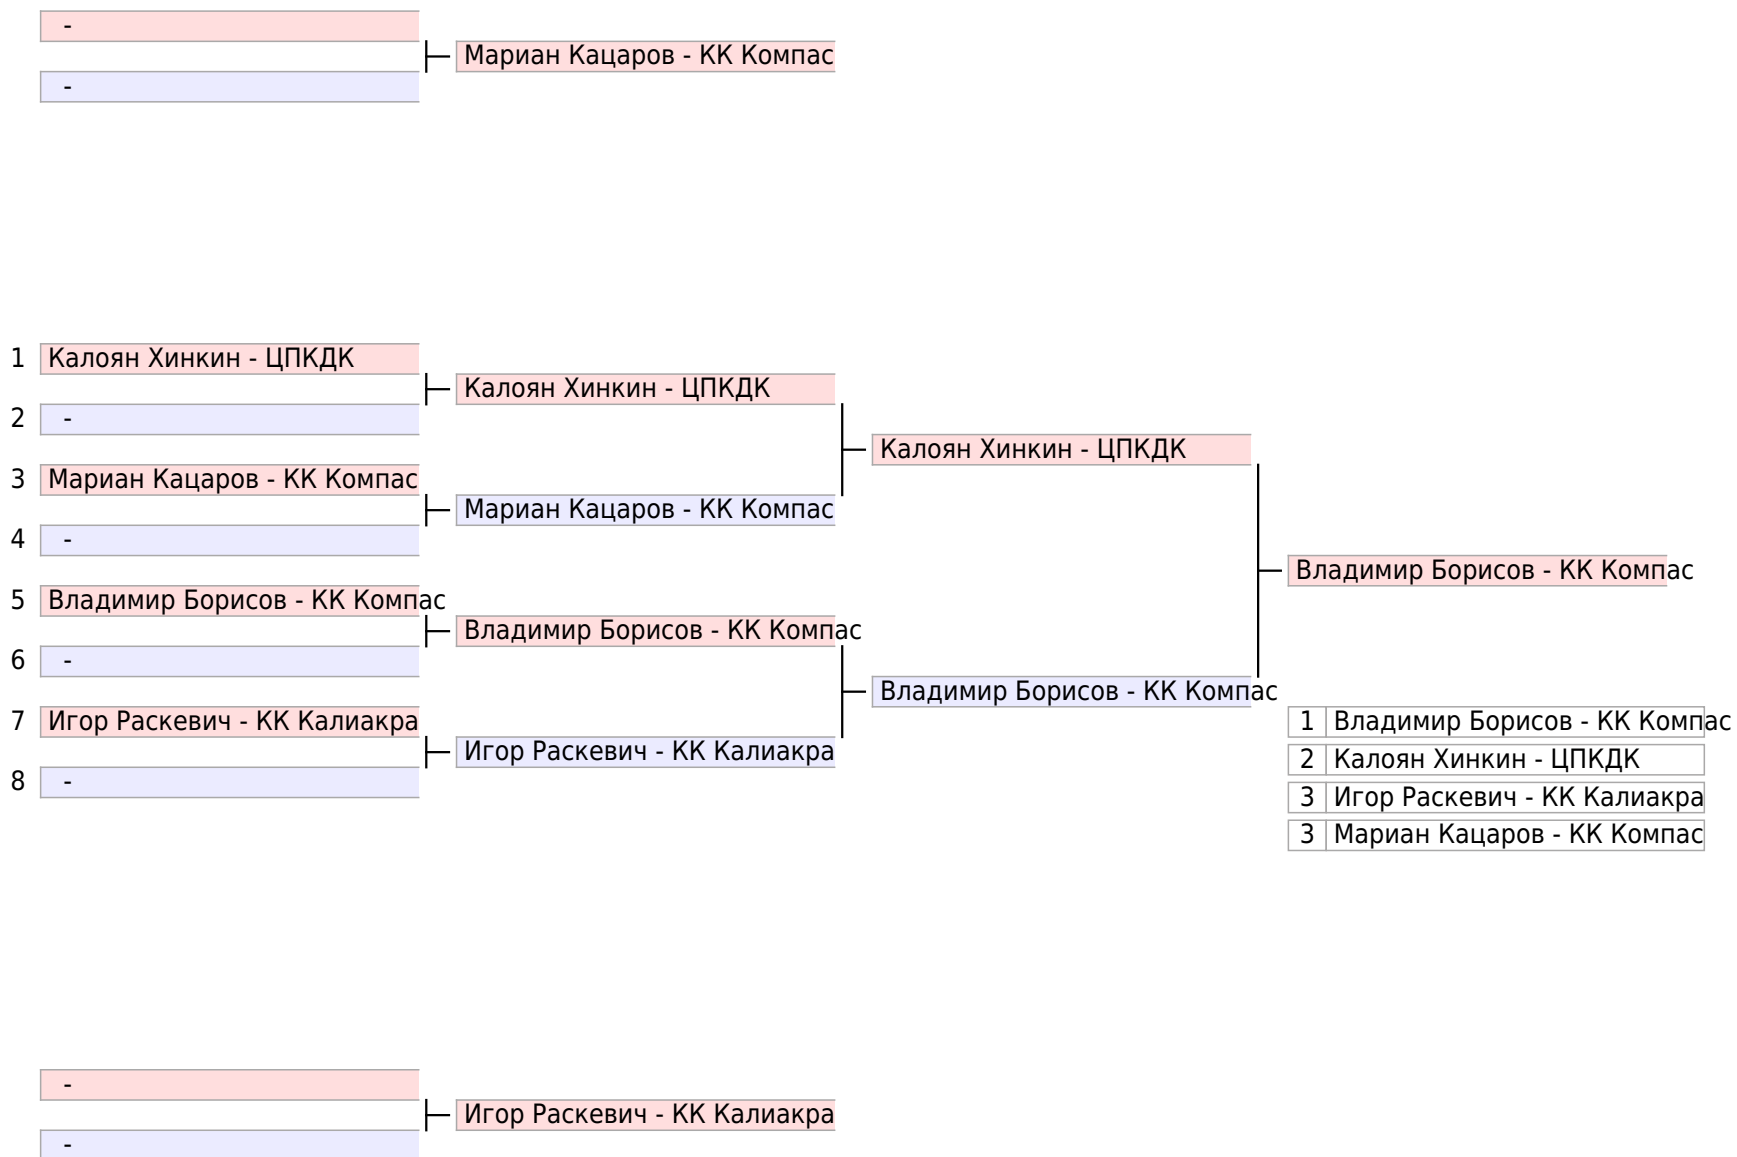 -
Мариан Кацаров - КК Компас
-
1 Калоян Хинкин - ЦПКДК
Калоян Хинкин - ЦПКДК
2 -
Калоян Хинкин - ЦПКДК
3 Мариан Кацаров - КК Компас
Мариан Кацаров - КК Компас
4 -
Владимир Борисов - КК Компас
5 Владимир Борисов - КК Компас
Владимир Борисов - КК Компас
6 -
Владимир Борисов - КК Компас
7 Игор Раскевич - КК Калиакра
1 Владимир Борисов - КК Компас
Игор Раскевич - КК Калиакра
2 Калоян Хинкин - ЦПКДК
8 -
3 Игор Раскевич - КК Калиакра
3 Мариан Кацаров - КК Компас
-
Игор Раскевич - КК Калиакра
-